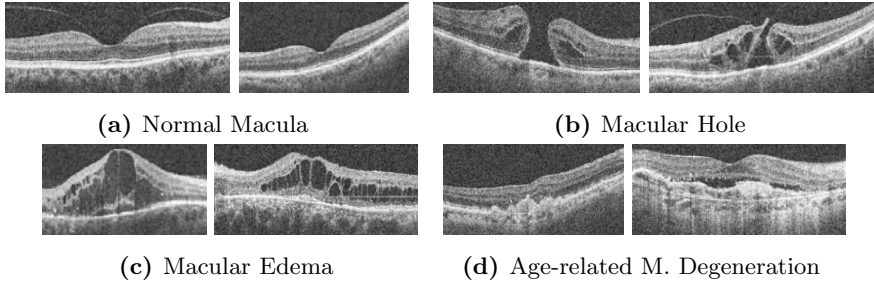 (a) Normal Macula
(b) Macular Hole
(c) Macular Edema
(d) Age-related M. Degeneration